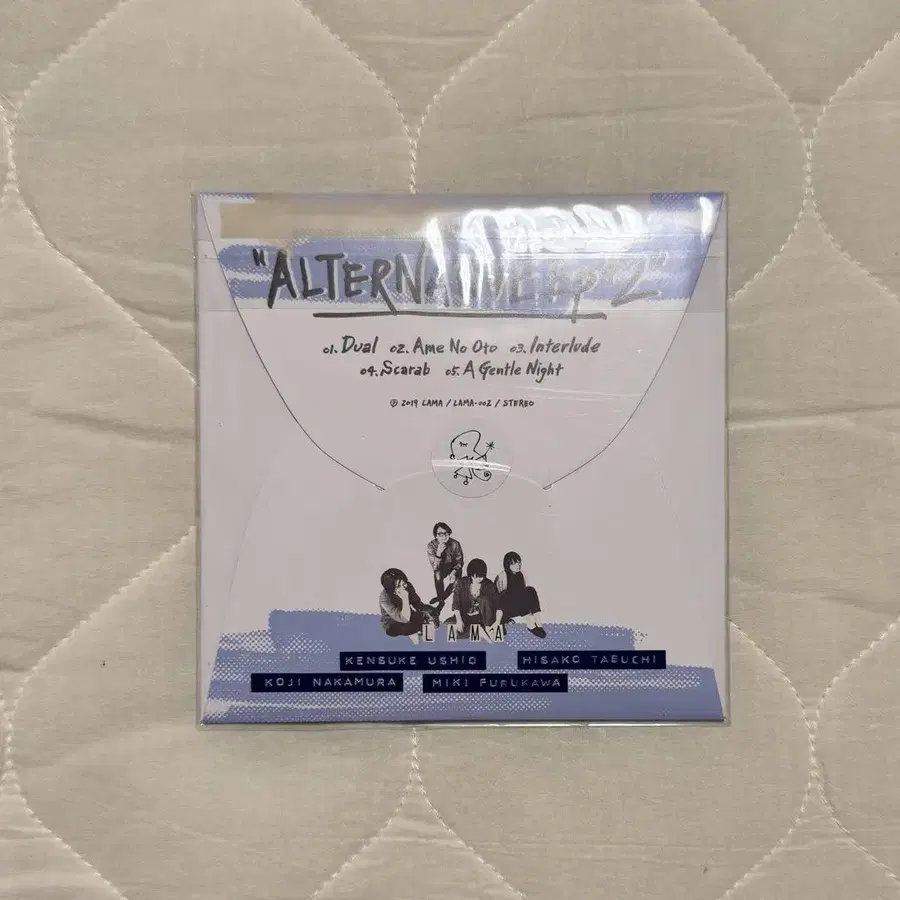 "ALTERNATIVE ep" 2"
01. Dual 02. Ame No Oto 03. Interlude
04. Scarab 05. A Gentle Night
℗ 2019 LAMA / LAMA-002 / STEREO
LAMA
KENSUKE USHIO HISAKO TABUCHI
KOJI NAKAMURA MIKI FURUKAWA